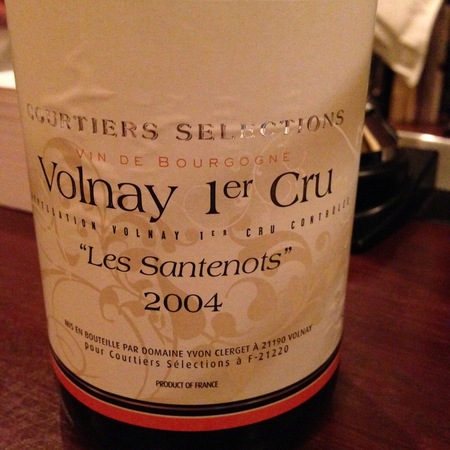 COURTIERS SELECTIONS
VIN DE BOURGOGNE
Volnay 1er Cru
APPELLATION VOLNAY 1ER CRU CONTROLEE
"Les Santenots"
2004
MIS EN BOUTEILLE PAR DOMAINE YVON CLERGET À 21190 VOLNAY
pour Courtiers Sélections à F-21220
PRODUCT OF FRANCE